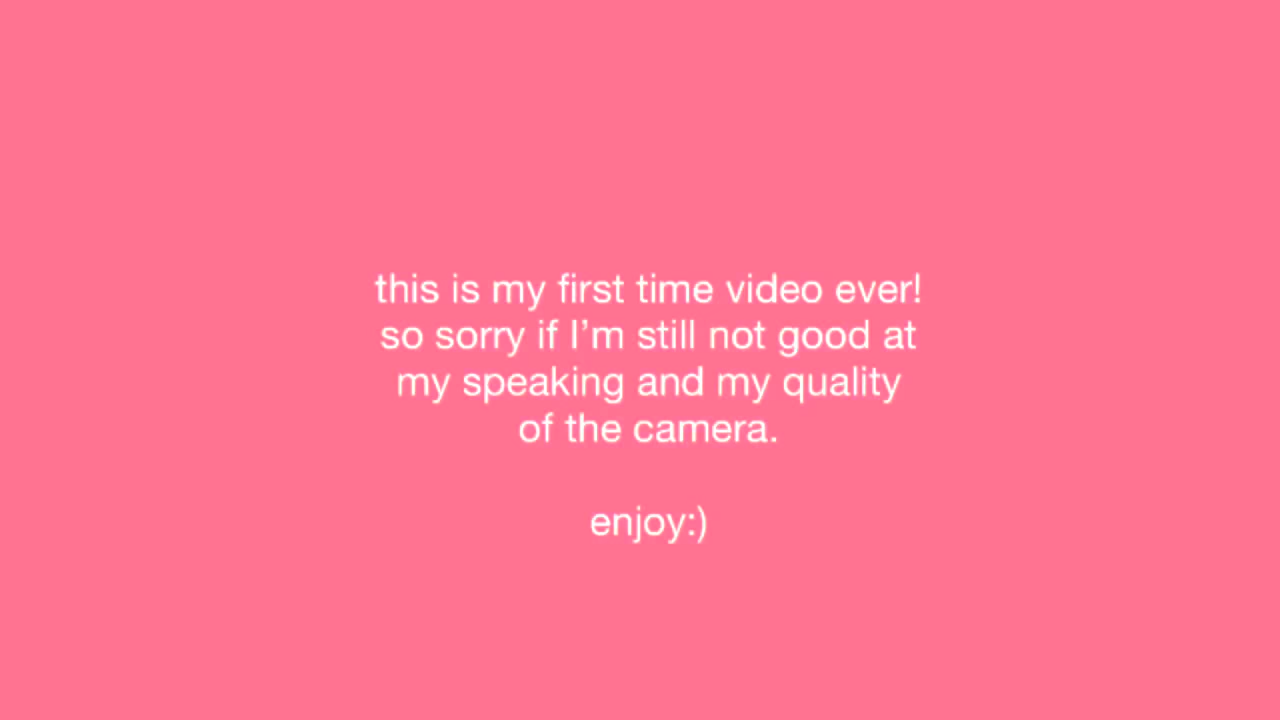 this is my first time video ever!
so sorry if I’m still not good at
my speaking and my quality
of the camera.
enjoy:)